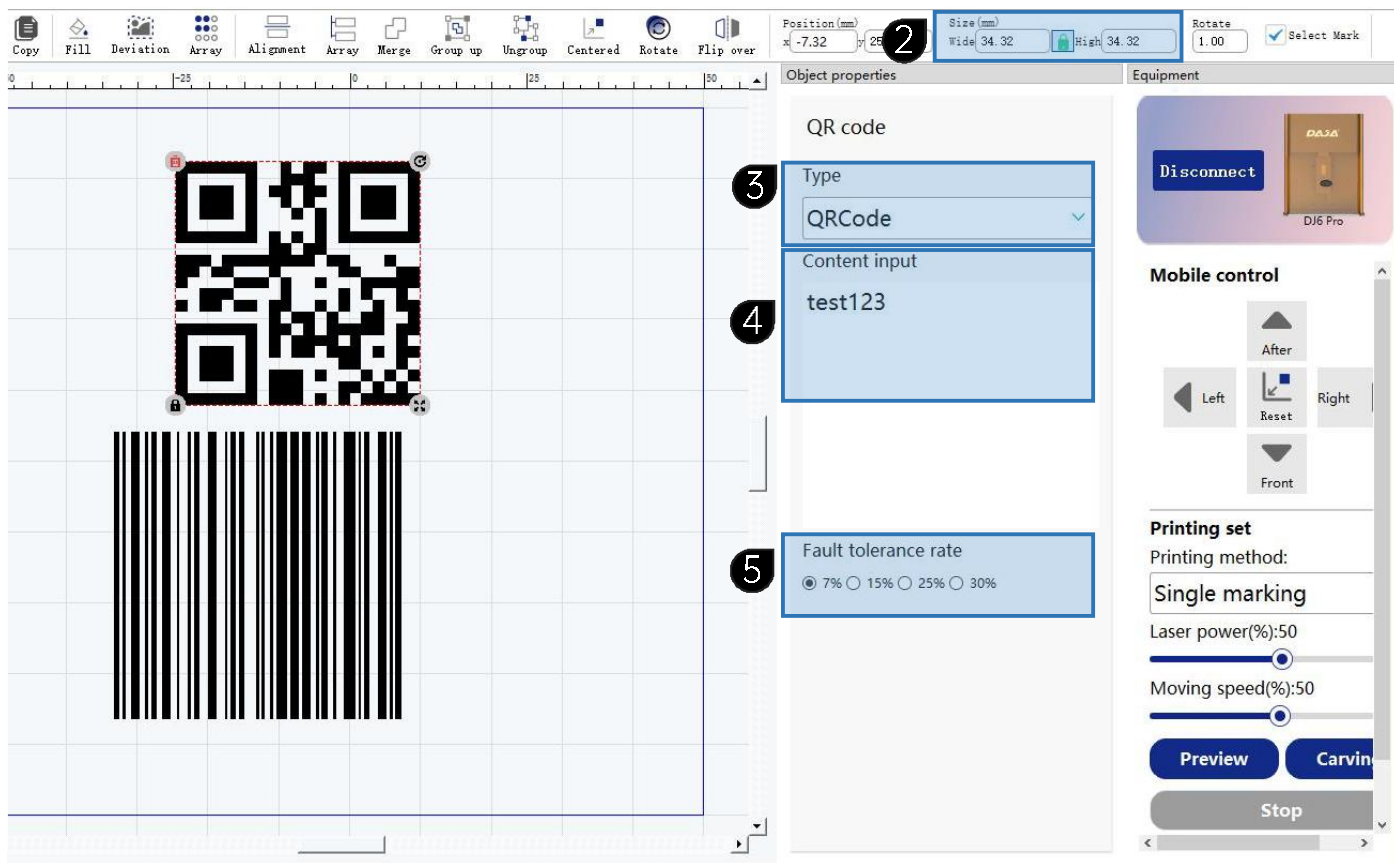 Copy Fill Deviation Array Alignment Array Merge Group up Ungroup Centered Rotate Flip over
Position(mm)
x -7.32 y 25
2
Size(mm)
Wide 34.32 High 34.32
Rotate
1.00
Select Mark
-25 0 25 50
Object properties
QR code
3
Type
QRCode
4
Content input
test123
5
Fault tolerance rate
7% 15% 25% 30%
Equipment
Disconnect
DAJA
DJ6 Pro
Mobile control
After
Left
Reset
Right
Front
Printing set
Printing method:
Single marking
Laser power(%):50
Moving speed(%):50
Preview Carvin
Stop